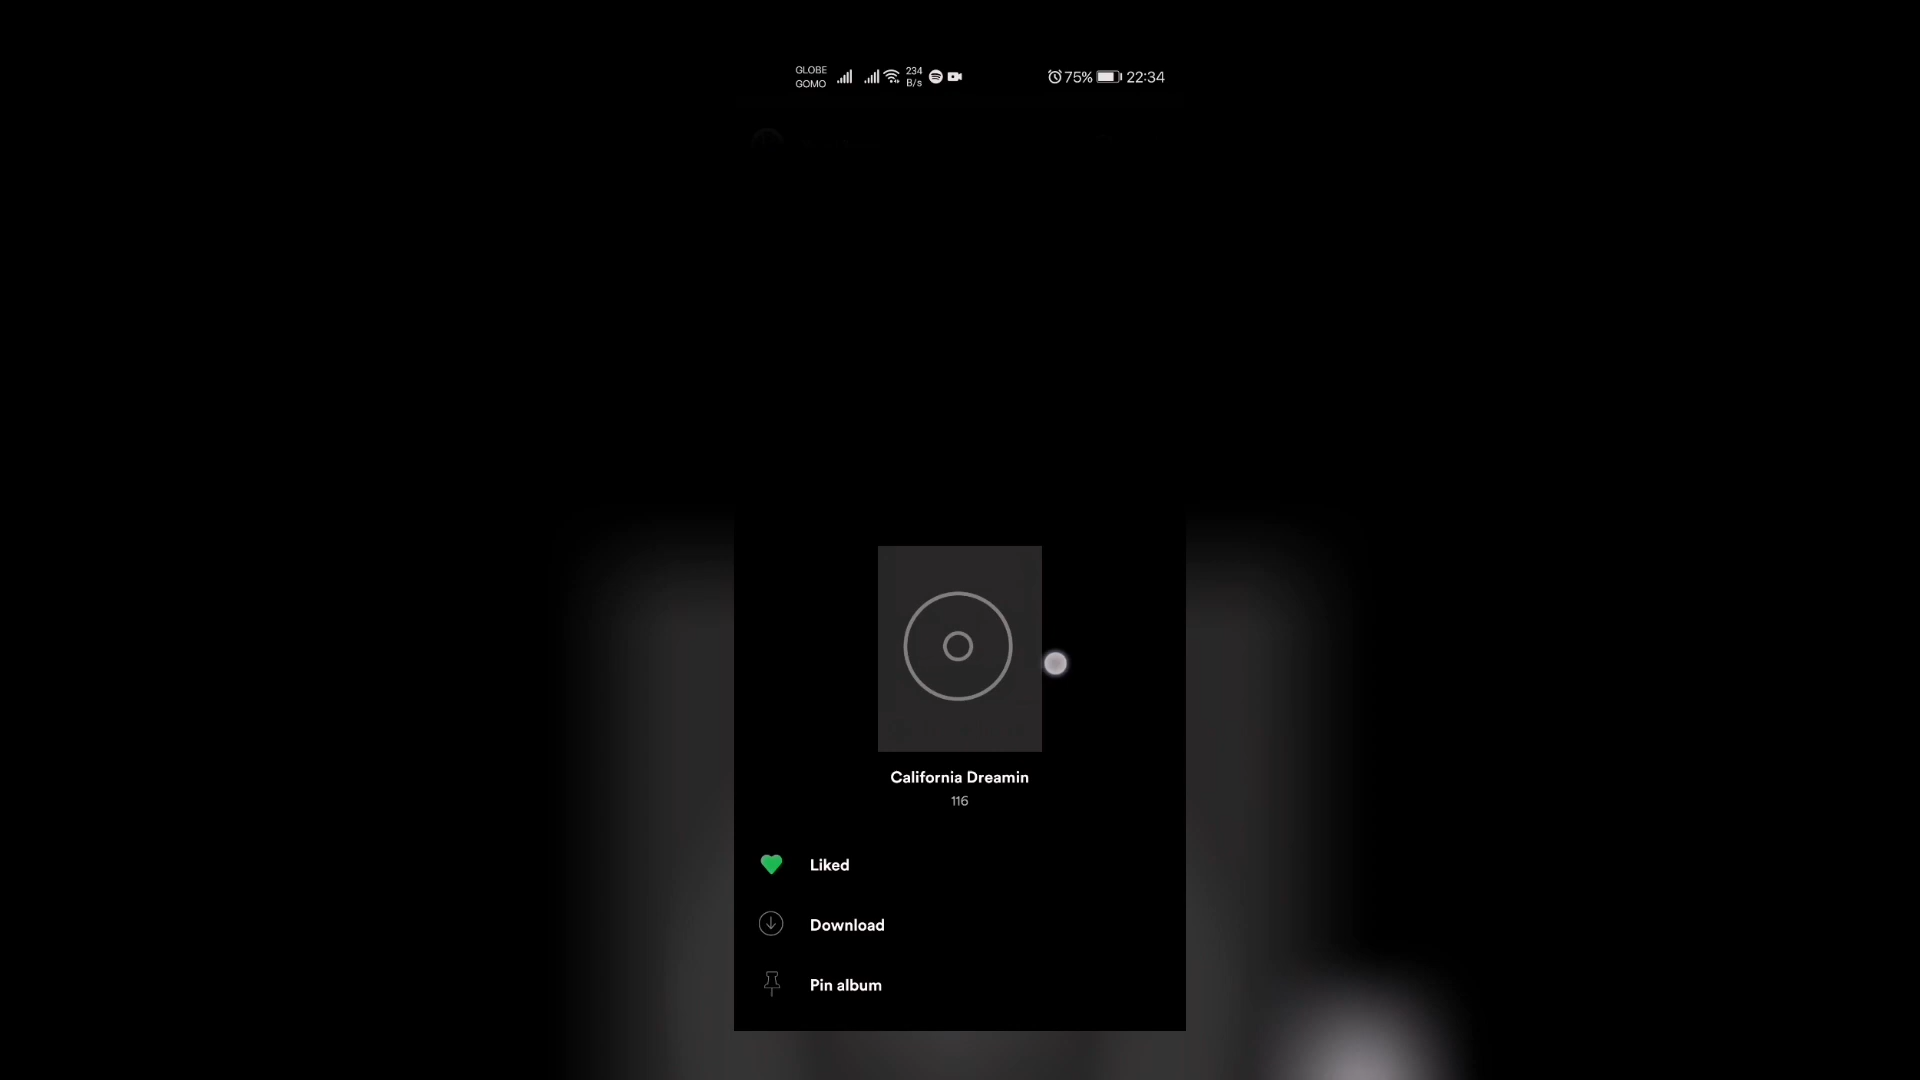 GLOBE
GOMO
234
B/s
75%
22:34
California Dreamin
116
Liked
Download
Pin album